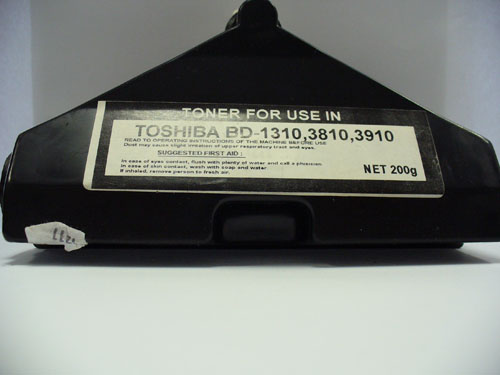 TONER FOR USE IN
TOSHIBA BD-1310,3810,3910
READ TO OPERATING INSTRUCTIONS OF THE MACHINE BEFORE USE
Dust may cause slight irritation of upper respiratory tract and eyes.
SUGGESTED FIRST AID :
In case of eyes contact, flush with plenty of water and call a physician.
In case of skin contact, wash with soap and water
If inhaled, remove person to fresh air.
NET 200g